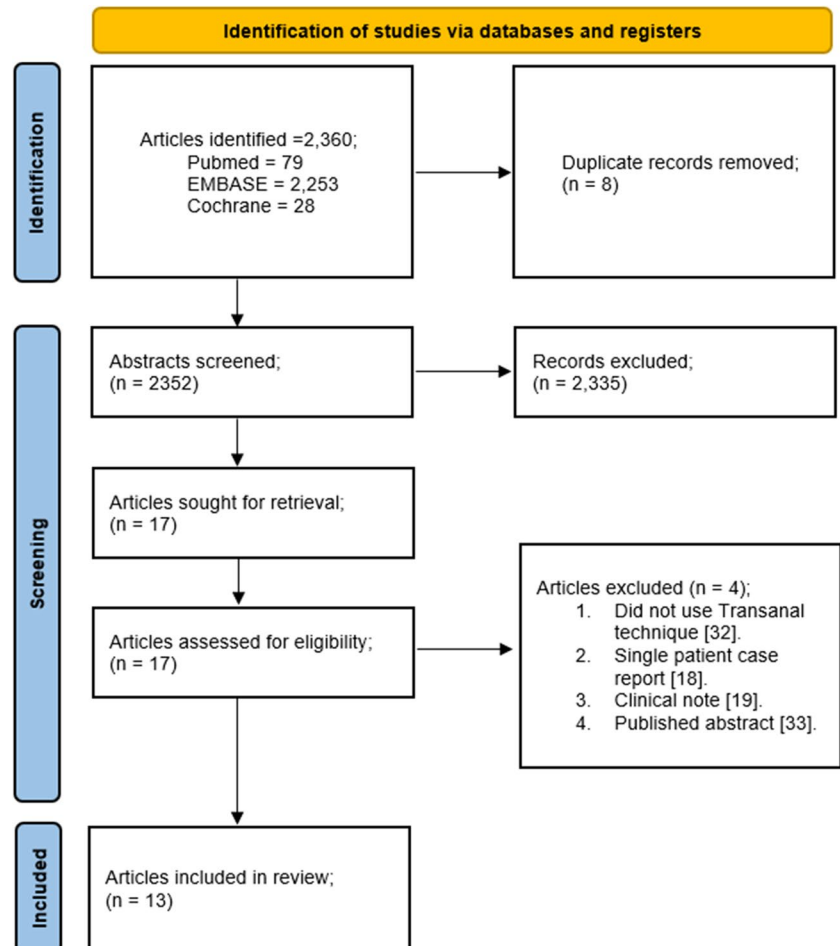 Identification of studies via databases and registers
Identification
Articles identified =2,360;
Pubmed = 79
EMBASE = 2,253
Cochrane = 28
Duplicate records removed;
(n = 8)
Screening
Abstracts screened;
(n = 2352)
Records excluded;
(n = 2,335)
Articles sought for retrieval;
(n = 17)
Articles assessed for eligibility;
(n = 17)
Articles excluded (n = 4);
1. Did not use Transanal
technique [32].
2. Single patient case
report [18].
3. Clinical note [19].
4. Published abstract [33].
Included
Articles included in review;
(n = 13)